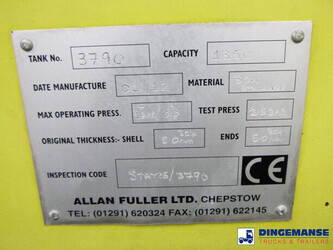 TANK No. 3790 CAPACITY
DATE MANUFACTURE MATERIAL
MAX OPERATING PRESS. TEST PRESS
ORIGINAL THICKNESS:- SHELL ENDS
INSPECTION CODE /3790 CE
ALLAN FULLER LTD. CHEPSTOW
TEL: (01291) 620324 FAX: (01291) 622145
DINGEMANSE
TRUCKS & TRAILERS